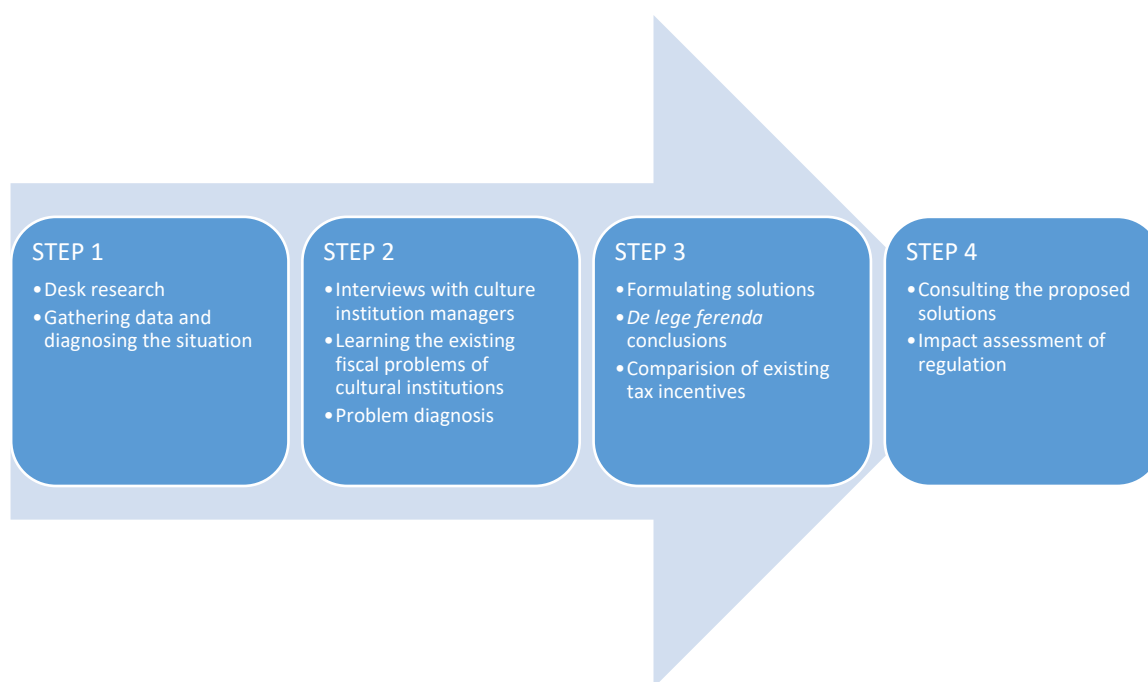 STEP 1
•Desk research
•Gathering data and
diagnosing the situation
STEP 2
•Interviews with culture
institution managers
•Learning the existing
fiscal problems of
cultural institutions
•Problem diagnosis
STEP 3
•Formulating solutions
•De lege ferenda
conclusions
•Comparision of existing
tax incentives
STEP 4
•Consulting the proposed
solutions
•Impact assessment of
regulation